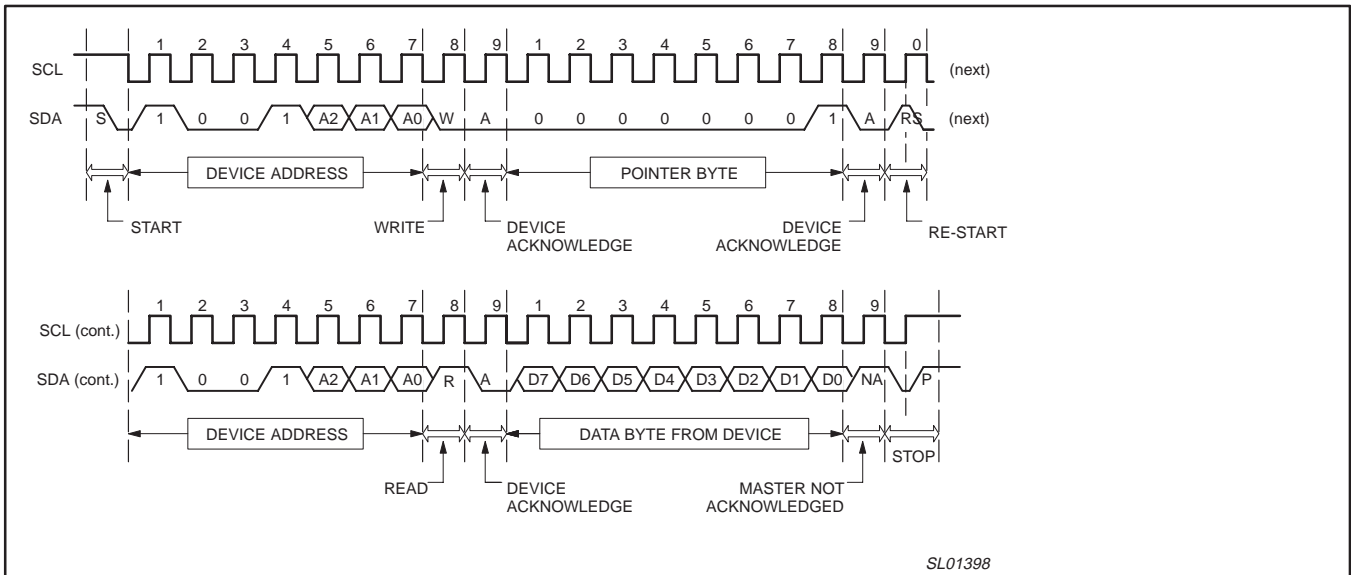 1 2 3 4 5 6 7 8 9 1 2 3 4 5 6 7 8 9 0
SCL (next)
SDA S 1 0 0 1 A2 A1 A0 W A 0 0 0 0 0 0 0 1 A RS (next)
DEVICE ADDRESS POINTER BYTE
START WRITE DEVICE ACKNOWLEDGE DEVICE ACKNOWLEDGE RE-START
1 2 3 4 5 6 7 8 9 1 2 3 4 5 6 7 8 9 0
SCL (cont.)
SDA (cont.) 1 0 0 1 A2 A1 A0 R A D7 D6 D5 D4 D3 D2 D1 D0 NA P
DEVICE ADDRESS DATA BYTE FROM DEVICE
STOP
READ DEVICE ACKNOWLEDGE MASTER NOT ACKNOWLEDGED
SL01398